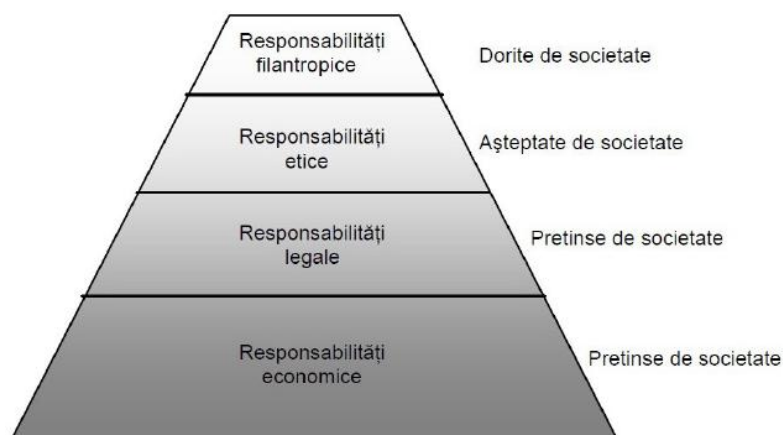 Responsabilități
filantropice
Dorite de societate
Responsabilități
etice
Aşteptate de societate
Responsabilități
legale
Pretinse de societate
Responsabilități
economice
Pretinse de societate